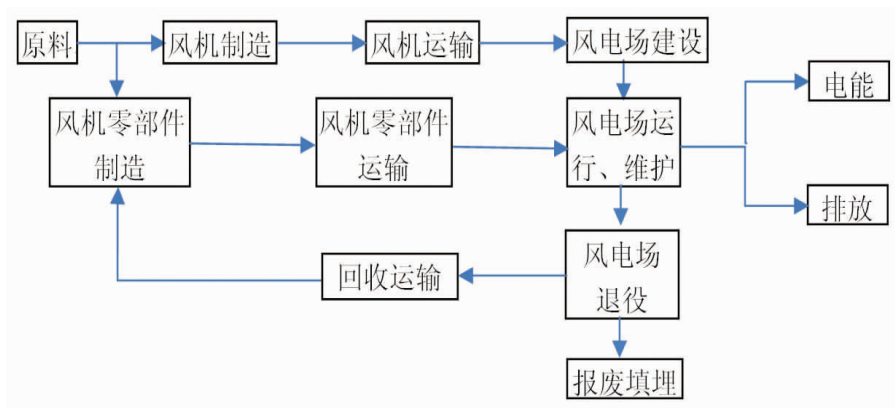 原料
风机制造
风机运输
风电场建设
电能
风机零部件
制造
风机零部件
运输
风电场运
行、维护
排放
回收运输
风电场
退役
报废填埋